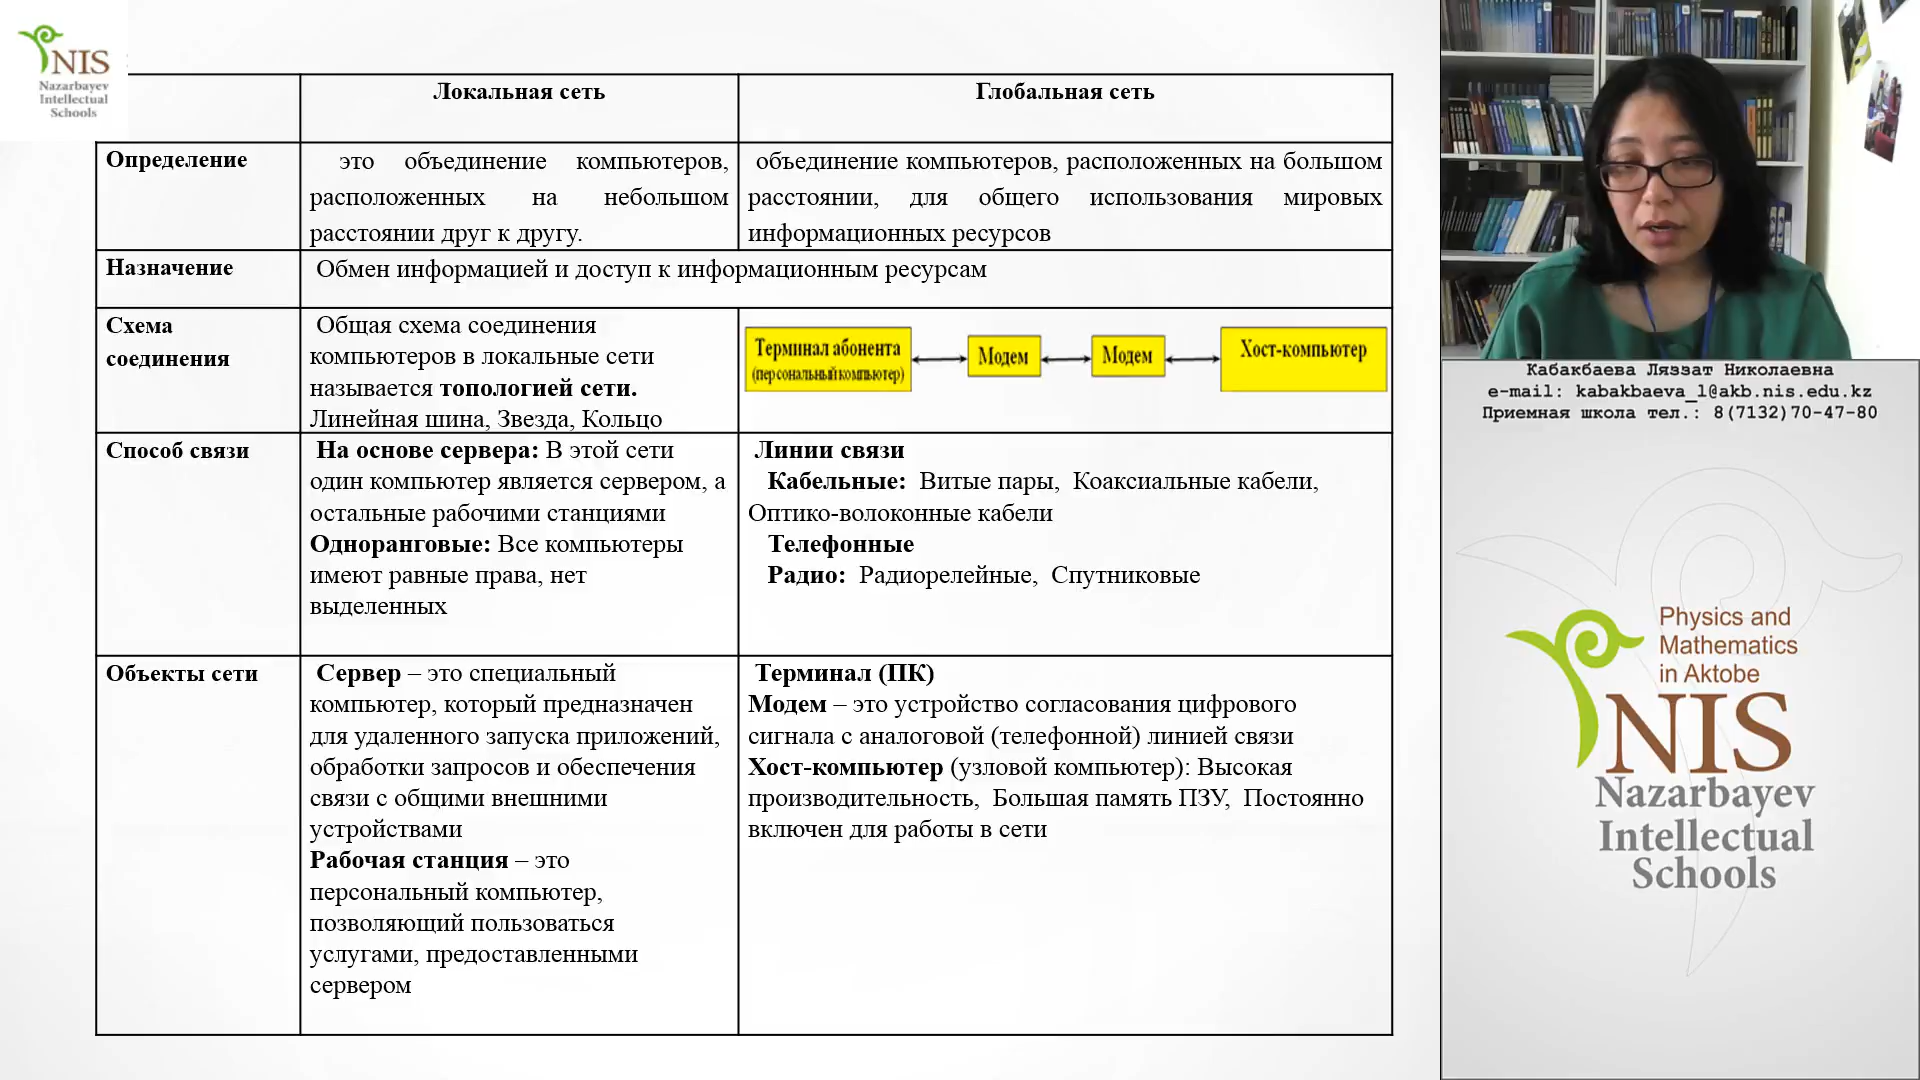 NIS
Nazarbayev
Intellectual
Schools
Локальная сеть
Глобальная сеть
Определение
это объединение компьютеров,
расположенных на небольшом
расстоянии друг к другу.
объединение компьютеров, расположенных на большом
расстоянии, для общего использования мировых
информационных ресурсов
Назначение
Обмен информацией и доступ к информационным ресурсам
Схема
соединения
Общая схема соединения
компьютеров в локальные сети
называется топологией сети.
Линейная шина, Звезда, Кольцо
Терминал абонента
(персональный компьютер)
Модем
Модем
Хост-компьютер
Способ связи
На основе сервера: В этой сети
один компьютер является сервером, а
остальные рабочими станциями
Одноранговые: Все компьютеры
имеют равные права, нет
выделенных
Линии связи
Кабельные: Витые пары, Коаксиальные кабели,
Оптико-волоконные кабели
Телефонные
Радио: Радиорелейные, Спутниковые
Объекты сети
Сервер – это специальный
компьютер, который предназначен
для удаленного запуска приложений,
обработки запросов и обеспечения
связи с общими внешними
устройствами
Рабочая станция – это
персональный компьютер,
позволяющий пользоваться
услугами, предоставленными
сервером
Терминал (ПК)
Модем – это устройство согласования цифрового
сигнала с аналоговой (телефонной) линией связи
Хост-компьютер (узловой компьютер): Высокая
производительность, Большая память ПЗУ, Постоянно
включен для работы в сети
Кабакбаева Ляззат Николаевна
e-mail: kabakbaeva_l@akb.nis.edu.kz
Приемная школа тел.: 8(7132)70-47-80
Physics and
Mathematics
in Aktobe
NIS
Nazarbayev
Intellectual
Schools